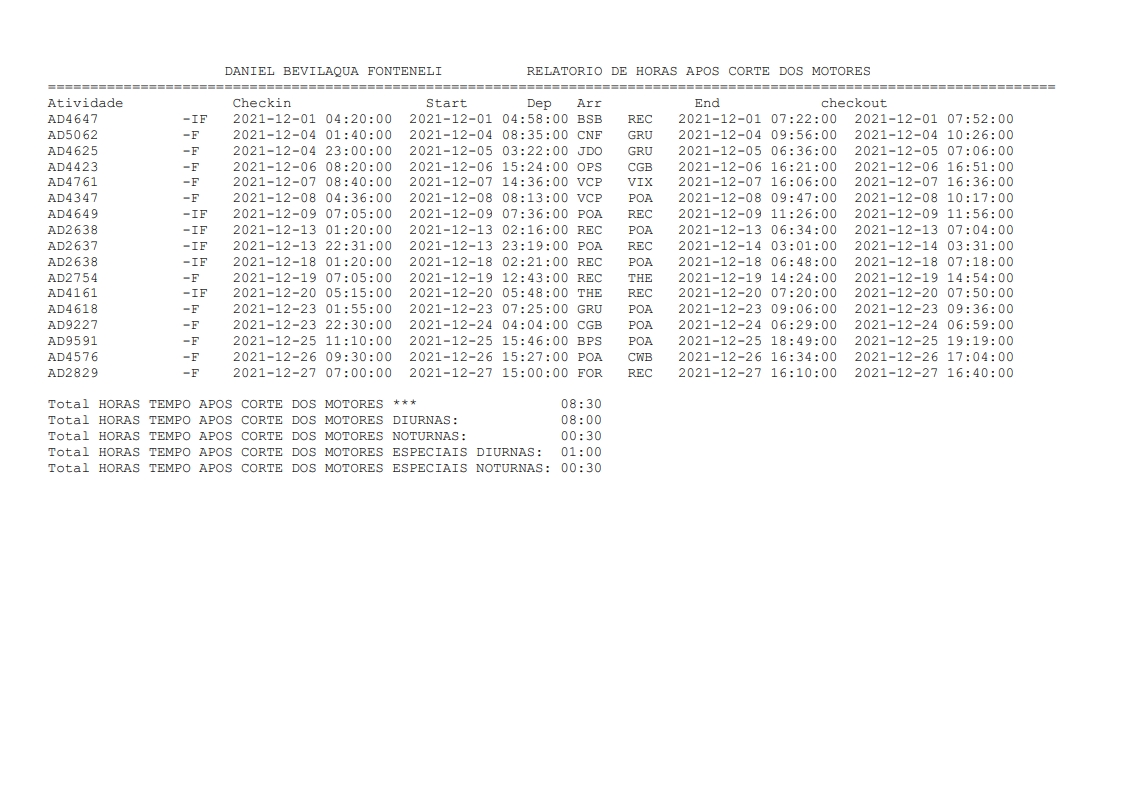 DANIEL BEVILAQUA FONTENELI RELATORIO DE HORAS APOS CORTE DOS MOTORES
========================================================================================================================
Atividade Checkin Start Dep Arr End checkout
AD4647 -IF 2021-12-01 04:20:00 2021-12-01 04:58:00 BSB REC 2021-12-01 07:22:00 2021-12-01 07:52:00
AD5062 -F 2021-12-04 01:40:00 2021-12-04 08:35:00 CNF GRU 2021-12-04 09:56:00 2021-12-04 10:26:00
AD4625 -F 2021-12-04 23:00:00 2021-12-05 03:22:00 JDO GRU 2021-12-05 06:36:00 2021-12-05 07:06:00
AD4423 -F 2021-12-06 08:20:00 2021-12-06 15:24:00 OPS CGB 2021-12-06 16:21:00 2021-12-06 16:51:00
AD4761 -F 2021-12-07 08:40:00 2021-12-07 14:36:00 VCP VIX 2021-12-07 16:06:00 2021-12-07 16:36:00
AD4347 -F 2021-12-08 04:36:00 2021-12-08 08:13:00 VCP POA 2021-12-08 09:47:00 2021-12-08 10:17:00
AD4649 -IF 2021-12-09 07:05:00 2021-12-09 07:36:00 POA REC 2021-12-09 11:26:00 2021-12-09 11:56:00
AD2638 -IF 2021-12-13 01:20:00 2021-12-13 02:16:00 REC POA 2021-12-13 06:34:00 2021-12-13 07:04:00
AD2637 -IF 2021-12-13 22:31:00 2021-12-13 23:19:00 POA REC 2021-12-14 03:01:00 2021-12-14 03:31:00
AD2638 -IF 2021-12-18 01:20:00 2021-12-18 02:21:00 REC POA 2021-12-18 06:48:00 2021-12-18 07:18:00
AD2754 -F 2021-12-19 07:05:00 2021-12-19 12:43:00 REC THE 2021-12-19 14:24:00 2021-12-19 14:54:00
AD4161 -IF 2021-12-20 05:15:00 2021-12-20 05:48:00 THE REC 2021-12-20 07:20:00 2021-12-20 07:50:00
AD4618 -F 2021-12-23 01:55:00 2021-12-23 07:25:00 GRU POA 2021-12-23 09:06:00 2021-12-23 09:36:00
AD9227 -F 2021-12-23 22:30:00 2021-12-24 04:04:00 CGB POA 2021-12-24 06:29:00 2021-12-24 06:59:00
AD9591 -F 2021-12-25 11:10:00 2021-12-25 15:46:00 BPS POA 2021-12-25 18:49:00 2021-12-25 19:19:00
AD4576 -F 2021-12-26 09:30:00 2021-12-26 15:27:00 POA CWB 2021-12-26 16:34:00 2021-12-26 17:04:00
AD2829 -F 2021-12-27 07:00:00 2021-12-27 15:00:00 FOR REC 2021-12-27 16:10:00 2021-12-27 16:40:00
Total HORAS TEMPO APOS CORTE DOS MOTORES *** 08:30
Total HORAS TEMPO APOS CORTE DOS MOTORES DIURNAS: 08:00
Total HORAS TEMPO APOS CORTE DOS MOTORES NOTURNAS: 00:30
Total HORAS TEMPO APOS CORTE DOS MOTORES ESPECIAIS DIURNAS: 01:00
Total HORAS TEMPO APOS CORTE DOS MOTORES ESPECIAIS NOTURNAS: 00:30